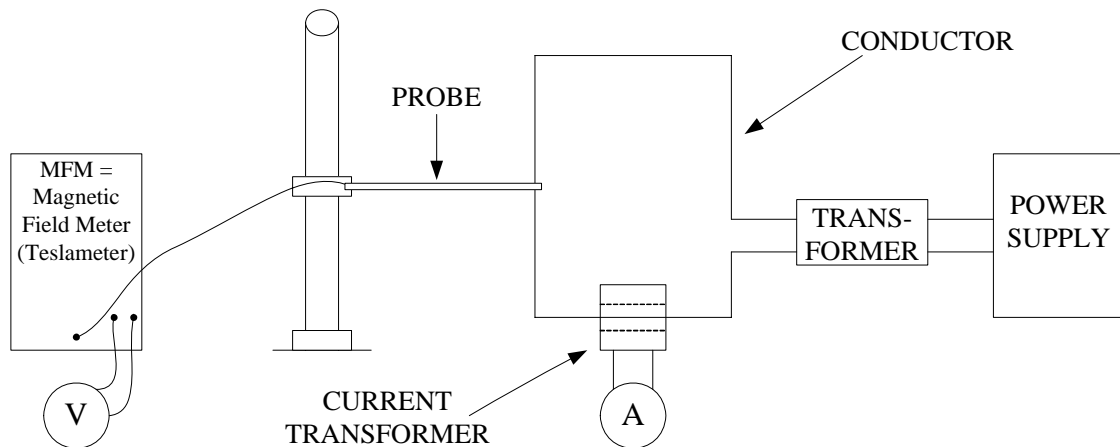 CONDUCTOR
PROBE
MFM =
Magnetic
Field Meter
(Teslameter)
TRANS-
FORMER
POWER
SUPPLY
V
CURRENT
TRANSFORMER
A